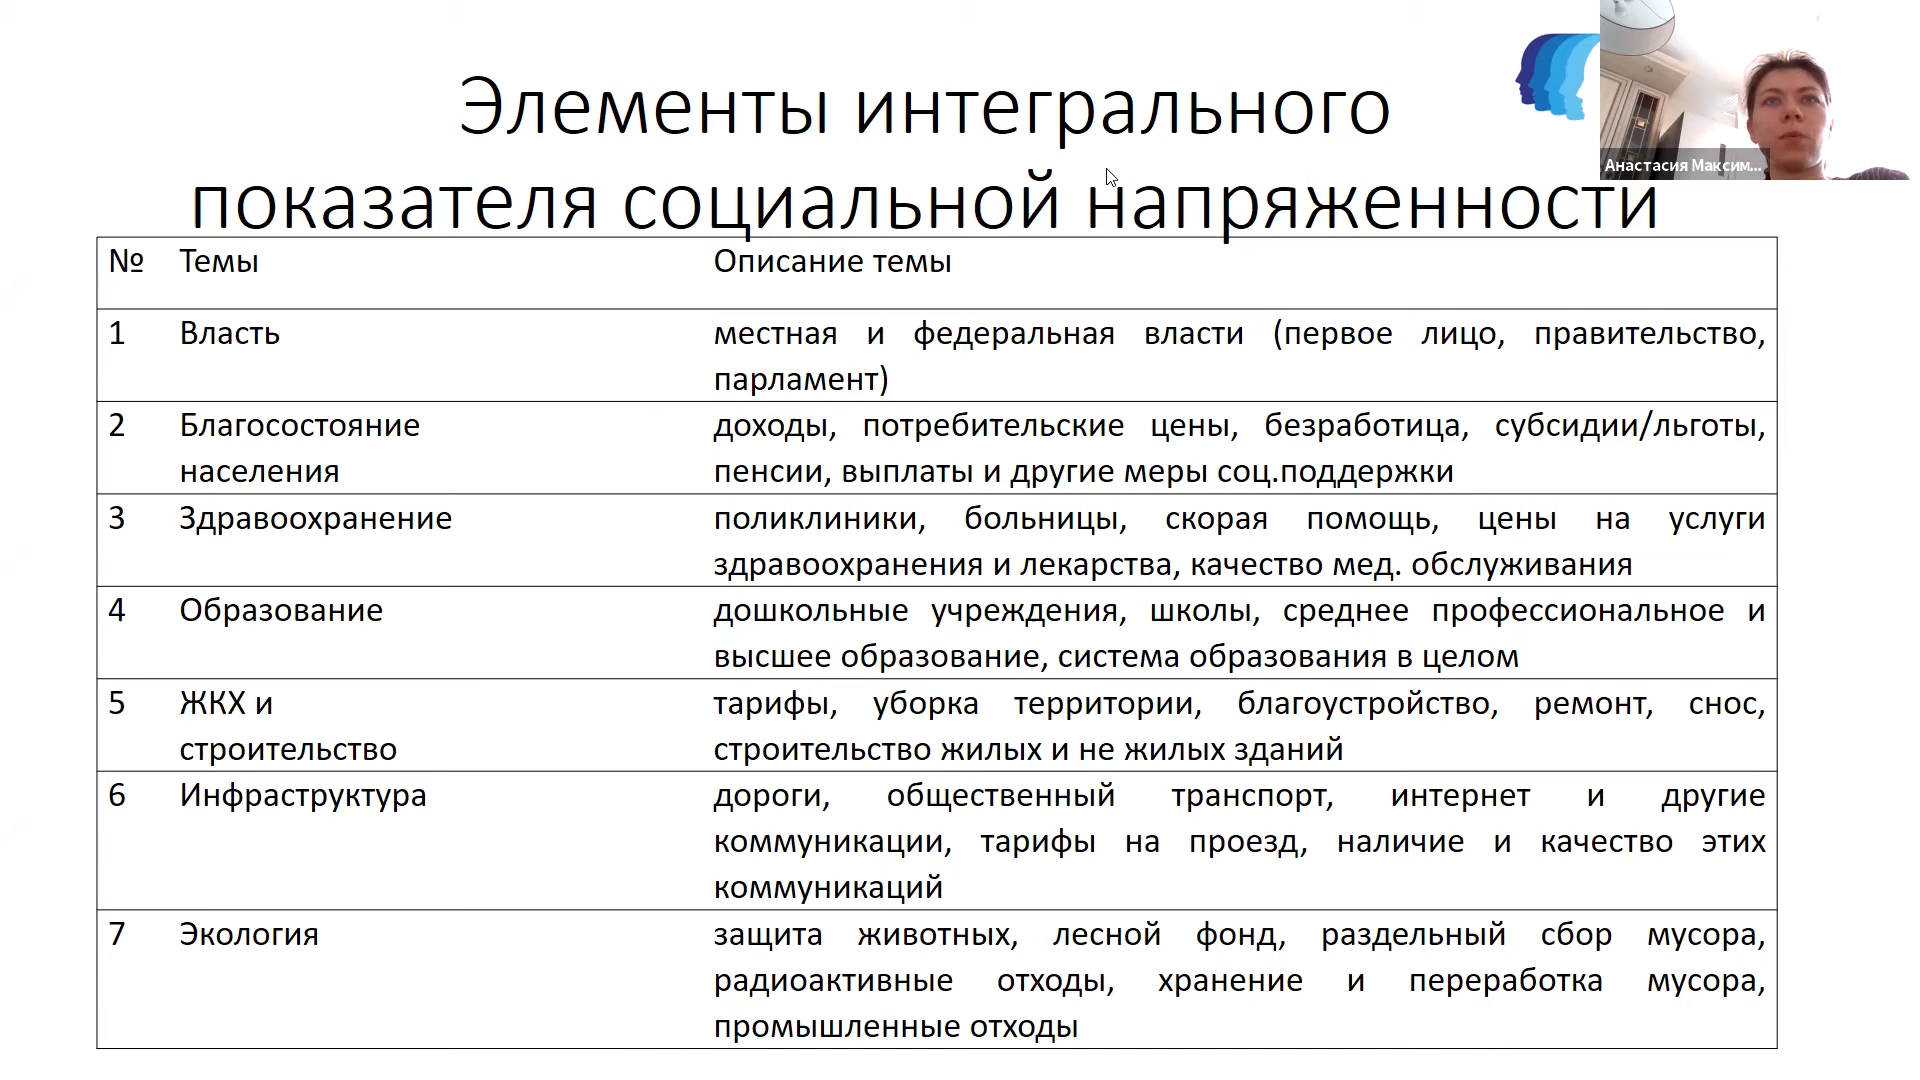 Элементы интегрального
показателя социальной напряженности
Анастасия Максим...
№ Темы Описание темы
1 Власть местная и федеральная власти (первое лицо, правительство,
парламент)
2 Благосостояние доходы, потребительские цены, безработица, субсидии/льготы,
населения пенсии, выплаты и другие меры соц.поддержки
3 Здравоохранение поликлиники, больницы, скорая помощь, цены на услуги
здравоохранения и лекарства, качество мед. обслуживания
4 Образование дошкольные учреждения, школы, среднее профессиональное и
высшее образование, система образования в целом
5 ЖКХ и тарифы, уборка территории, благоустройство, ремонт, снос,
строительство строительство жилых и не жилых зданий
6 Инфраструктура дороги, общественный транспорт, интернет и другие
коммуникации, тарифы на проезд, наличие и качество этих
коммуникаций
7 Экология защита животных, лесной фонд, раздельный сбор мусора,
радиоактивные отходы, хранение и переработка мусора,
промышленные отходы